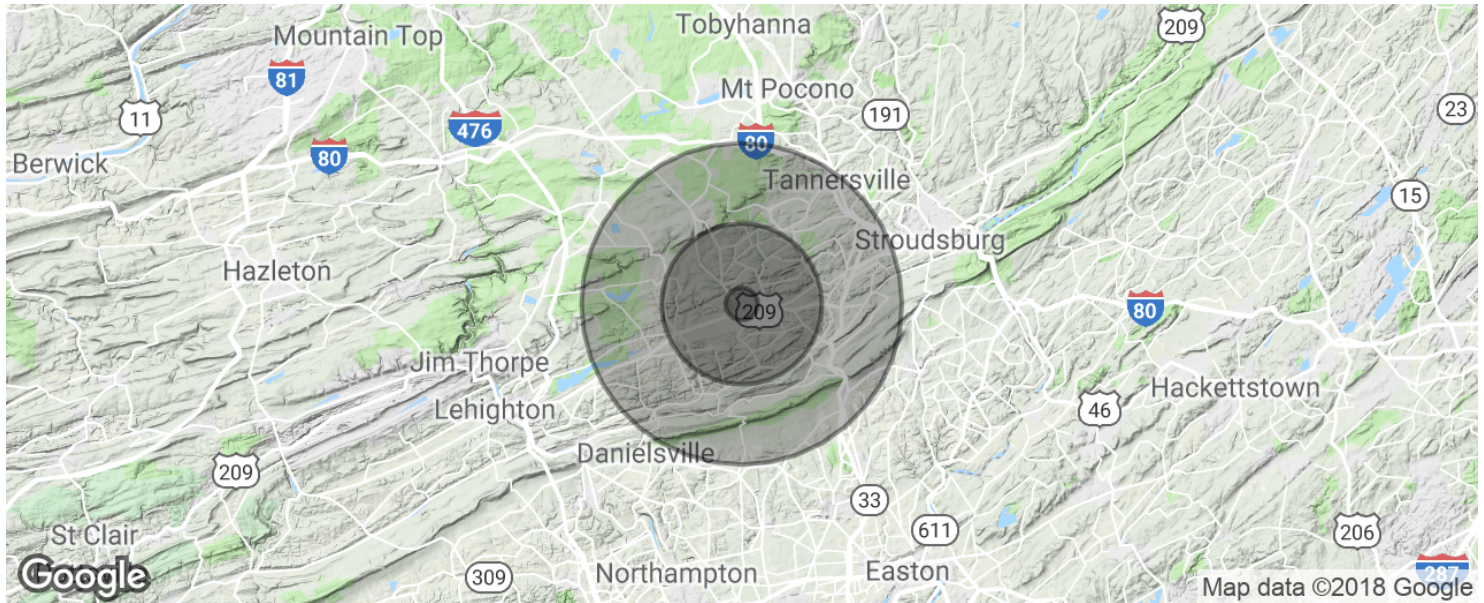 Tobyhanna
209
Mountain Top
81
Mt Pocono
11
476
191
23
80
80
Berwick
Tannersville
15
Stroudsburg
Hazleton
209
80
Jim Thorpe
Hackettstown
Lehighton
46
Danielsville
209
33
St Clair
611
206
Google
309
Northampton
Easton
287
Map data ©2018 Google